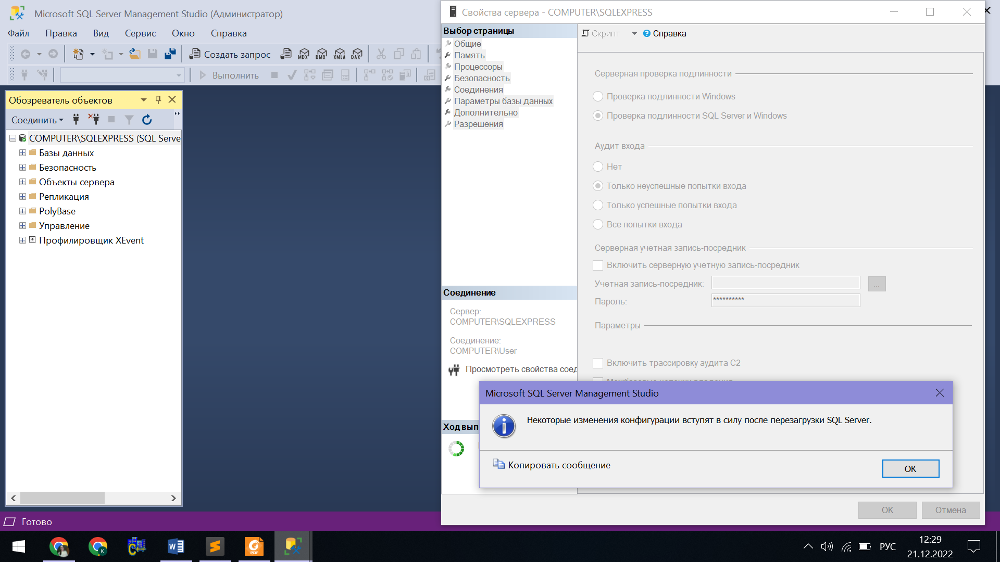 Microsoft SQL Server Management Studio (Администратор)
Файл Правка Вид Сервис Окно Справка
Создать запрос MDX DMX XMLA DAX
Выполнить
Обозреватель объектов
Соединить
COMPUTER\SQLEXPRESS (SQL Serve
Базы данных
Безопасность
Объекты сервера
Репликация
PolyBase
Управление
Профилировщик XEvent
Готово
Свойства сервера - COMPUTER\SQLEXPRESS
Выбор страницы
Общие
Память
Процессоры
Безопасность
Соединения
Параметры базы данных
Дополнительно
Разрешения
Скрипт Справка
Серверная проверка подлинности
Проверка подлинности Windows
Проверка подлинности SQL Server и Windows
Аудит входа
Нет
Только неуспешные попытки входа
Только успешные попытки входа
Все попытки входа
Серверная учетная запись-посредник
Включить серверную учетную запись-посредник
Учетная запись-посредник: ...
Пароль: **********
Параметры
Включить трассировку аудита C2
Соединение
Сервер:
COMPUTER\SQLEXPRESS
Соединение:
COMPUTER\User
Просмотреть свойства соед
Ход вып
Microsoft SQL Server Management Studio
Некоторые изменения конфигурации вступят в силу после перезагрузки SQL Server.
Копировать сообщение
OK
OK Отмена
K
C++
W
S
PDF
РУС
12:29
21.12.2022